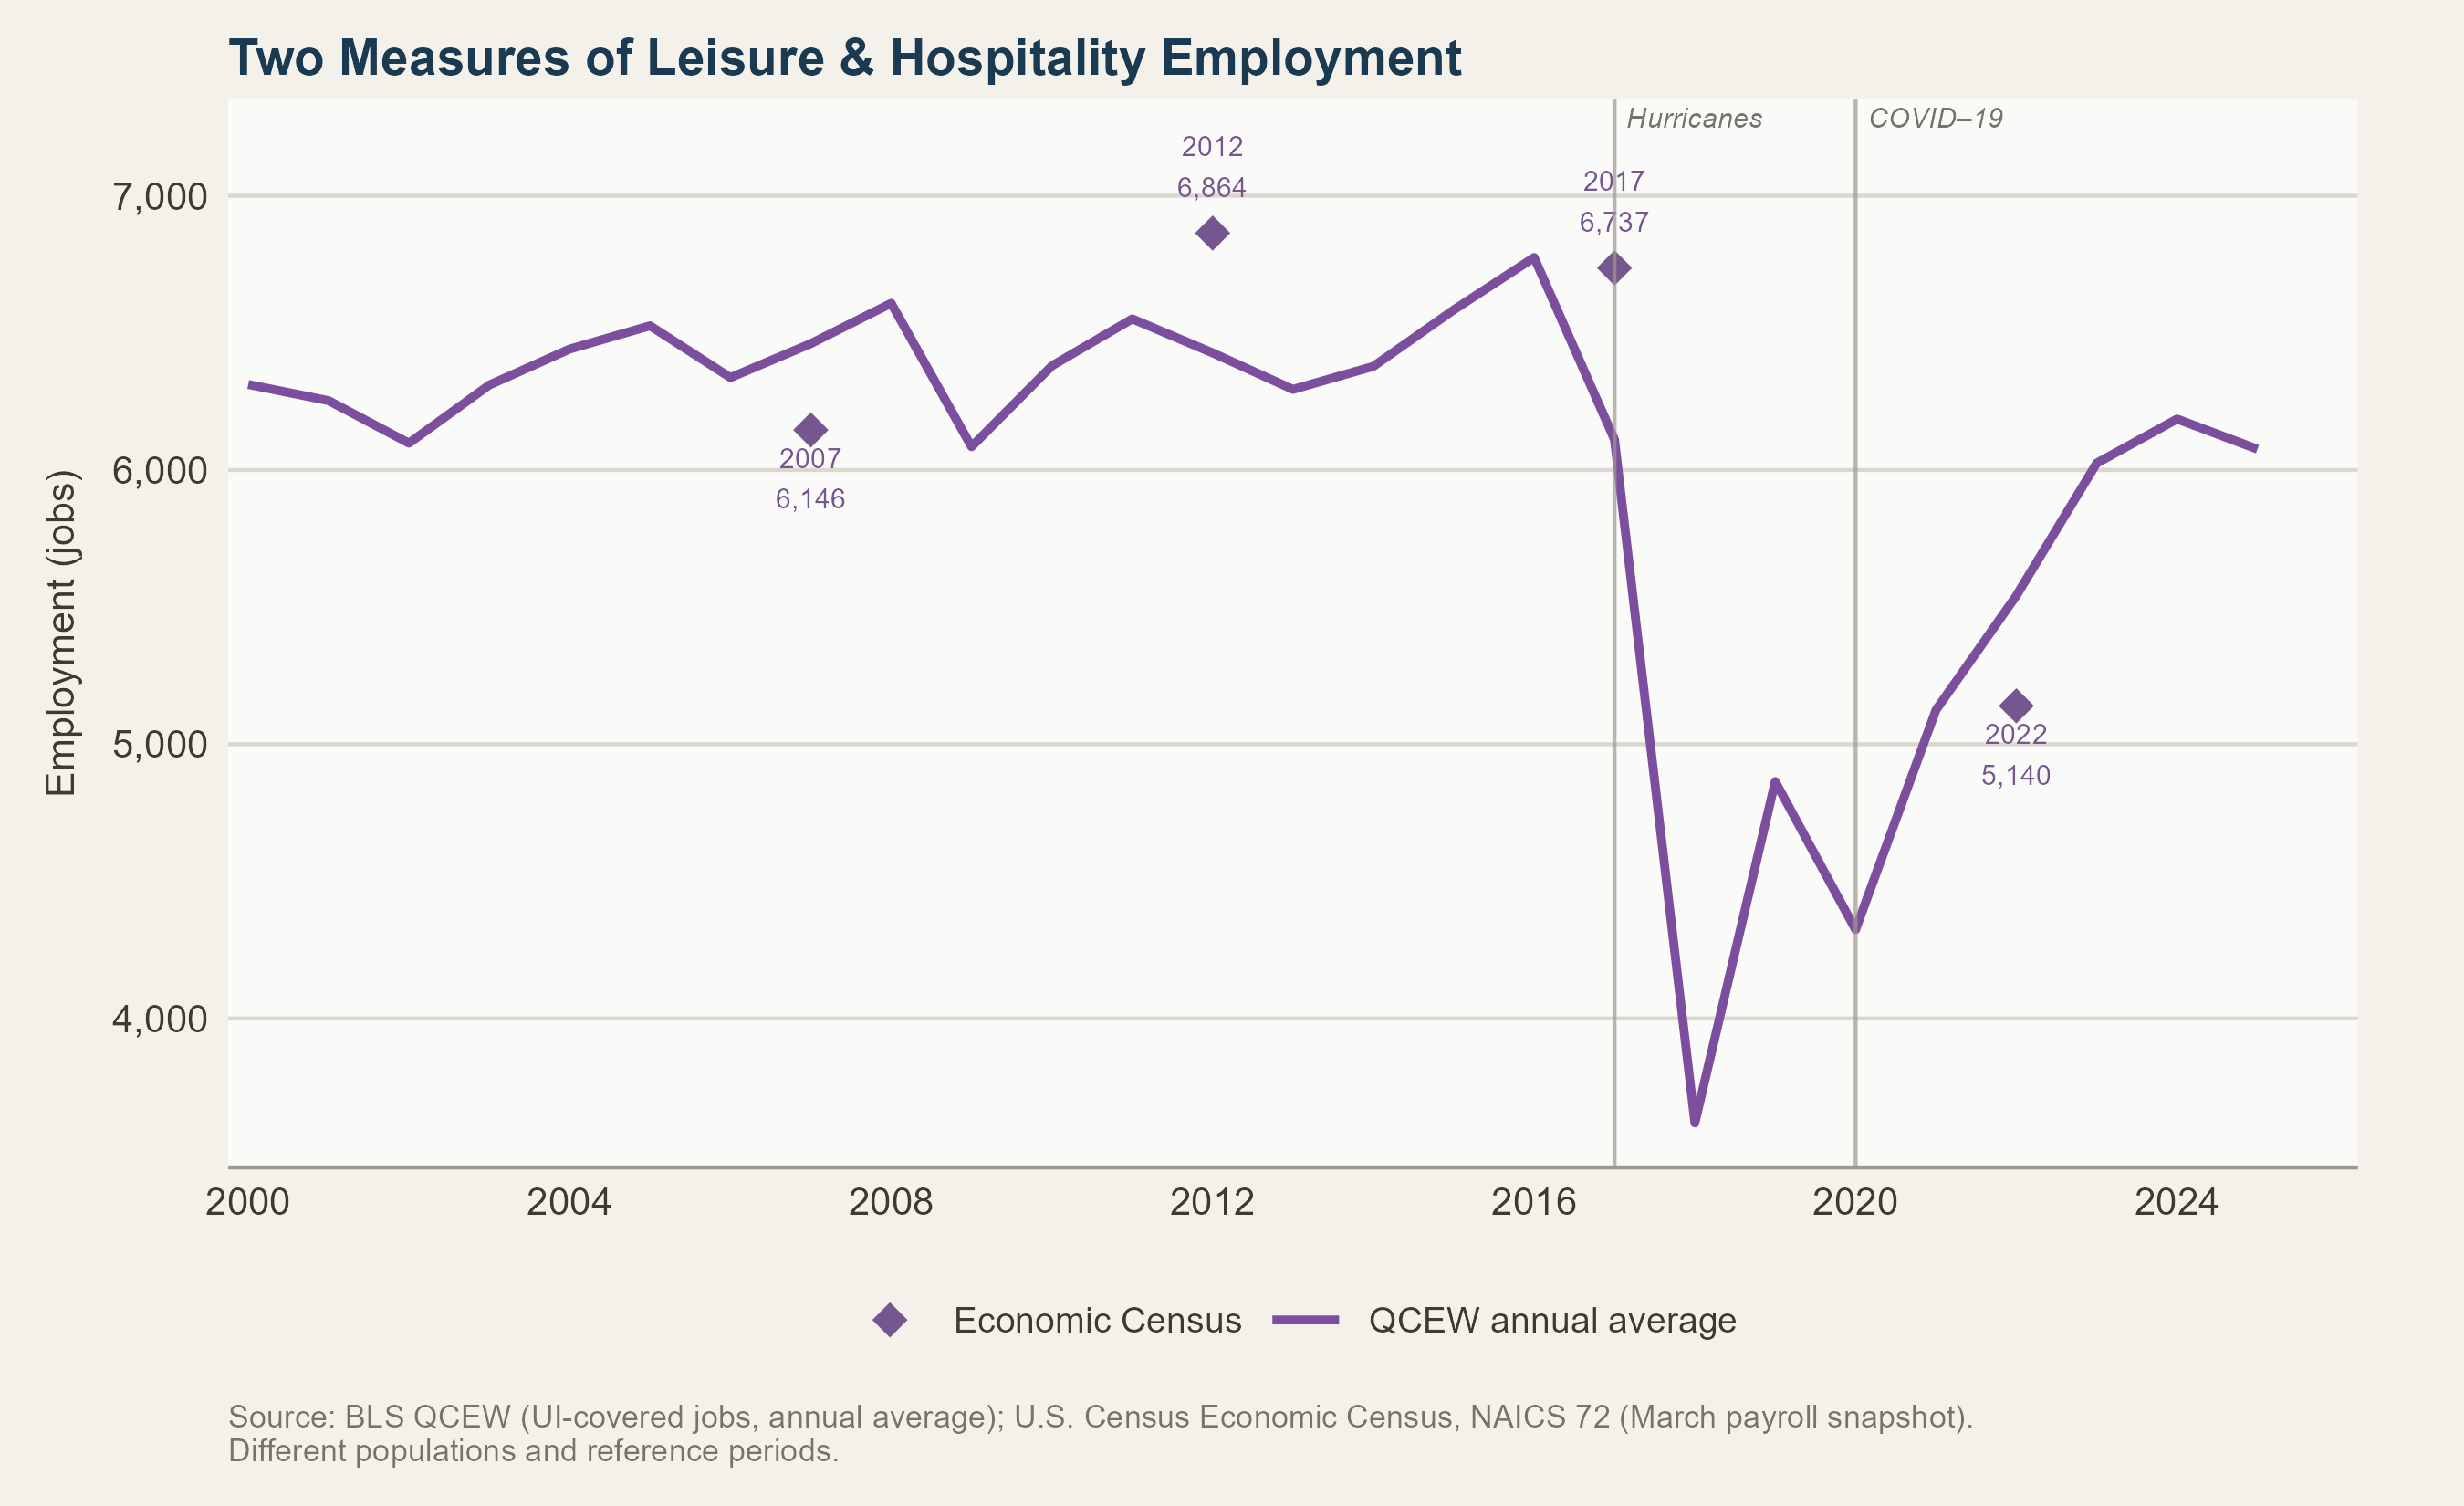 Two Measures of Leisure & Hospitality Employment
Hurricanes
COVID–19
2012
6,864
2017
6,737
2007
6,146
2022
5,140
7,000
6,000
5,000
4,000
Employment (jobs)
2000
2004
2008
2012
2016
2020
2024
Economic Census
QCEW annual average
Source: BLS QCEW (UI-covered jobs, annual average); U.S. Census Economic Census, NAICS 72 (March payroll snapshot).
Different populations and reference periods.